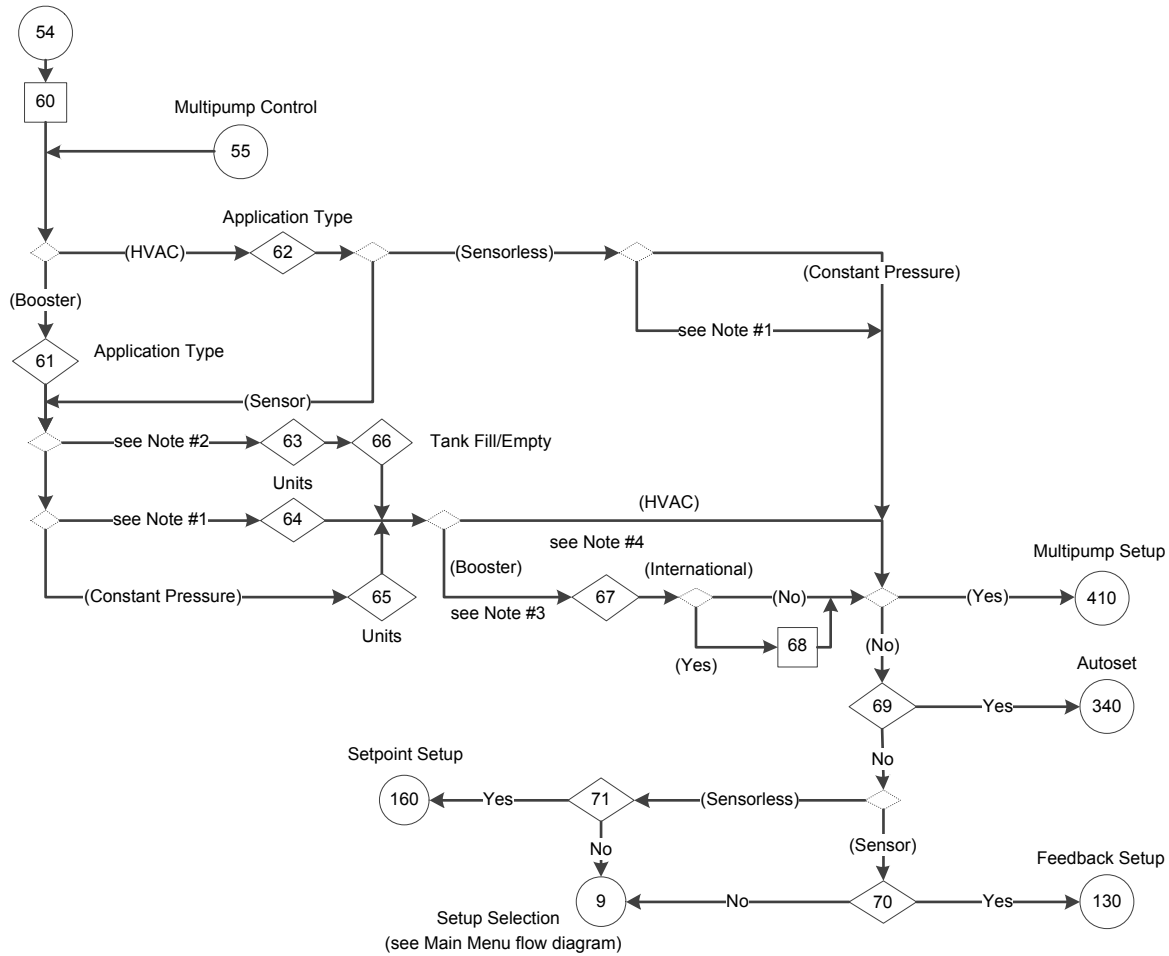 54
60
Multipump Control
55
Application Type
(HVAC)
62
(Sensorless)
(Constant Pressure)
(Booster)
see Note #1
61
Application Type
(Sensor)
see Note #2
63
66
Tank Fill/Empty
Units
(HVAC)
see Note #1
64
see Note #4
Multipump Setup
(Booster)
(International)
(Constant Pressure)
65
see Note #3
67
(No)
(Yes)
410
Units
(Yes)
68
(No)
Autoset
69
Yes
340
No
Setpoint Setup
160
Yes
71
(Sensorless)
No
(Sensor)
Feedback Setup
9
No
70
Yes
130
Setup Selection
(see Main Menu flow diagram)